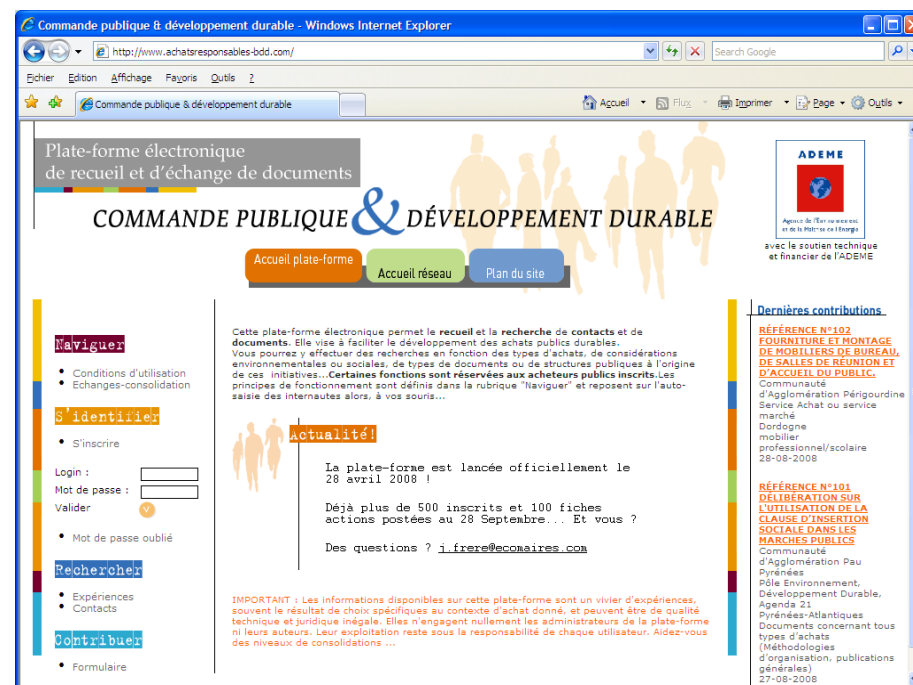 Commande publique & développement durable - Windows Internet Explorer
http://www.achatsresponsables-bdd.com/
Search Google
Fichier Edition Affichage Favoris Outils ?
Commande publique & développement durable
Accueil Flux Imprimer Page Outils
Plate-forme électronique
de recueil et d'échange de documents
COMMANDE PUBLIQUE & DÉVELOPPEMENT DURABLE
ADEME
Agence de l'Environnement
et de la Maîtrise de l'Energie
avec le soutien technique
et financier de l'ADEME
Accueil plate-forme
Accueil réseau
Plan du site
Naviguer
Conditions d'utilisation
Echanges-consolidation
S'identifier
S'inscrire
Login :
Mot de passe :
Valider
Mot de passe oublié
Rechercher
Expériences
Contacts
Contribuer
Formulaire
Cette plate-forme électronique permet le recueil et la recherche de contacts et de
documents. Elle vise à faciliter le développement des achats publics durables.
Vous pourrez y effectuer des recherches en fonction des types d'achats, de considérations
environnementales ou sociales, de types de documents ou de structures publiques à l'origine
de ces initiatives...Certaines fonctions sont réservées aux acheteurs publics inscrits.Les
principes de fonctionnement sont définis dans la rubrique "Naviguer" et reposent sur l'auto-
saisie des internautes alors, à vos souris...
Actualité!
La plate-forme est lancée officiellement le
28 avril 2008 !
Déjà plus de 500 inscrits et 100 fiches
actions postées au 28 Septembre... Et vous ?
Des questions ? j.frere@ecomaires.com
IMPORTANT : Les informations disponibles sur cette plate-forme sont un vivier d'expériences,
souvent le résultat de choix spécifiques au contexte d'achat donné, et peuvent être de qualité
technique et juridique inégale. Elles n'engagent nullement les administrateurs de la plate-forme
ni leurs auteurs. Leur exploitation reste sous la responsabilité de chaque utilisateur. Aidez-vous
des niveaux de consolidations ...
Dernières contributions
RÉFÉRENCE N°102
FOURNITURE ET MONTAGE
DE MOBILIERS DE BUREAU,
DE SALLES DE RÉUNION ET
D'ACCUEIL DU PUBLIC.
Communauté
d'Agglomération Périgourdine
Service Achat ou service
marché
Dordogne
mobilier
professionnel/scolaire
28-08-2008
RÉFÉRENCE N°101
DÉLIBÉRATION SUR
L'UTILISATION DE LA
CLAUSE D'INSERTION
SOCIALE DANS LES
MARCHES PUBLICS
Communauté
d'Agglomération Pau
Pyrénées
Pôle Environnement,
Développement Durable,
Agenda 21
Pyrénées-Atlantiques
Documents concernant tous
types d'achats
(Méthodologies
d'organisation, publications
générales)
27-08-2008